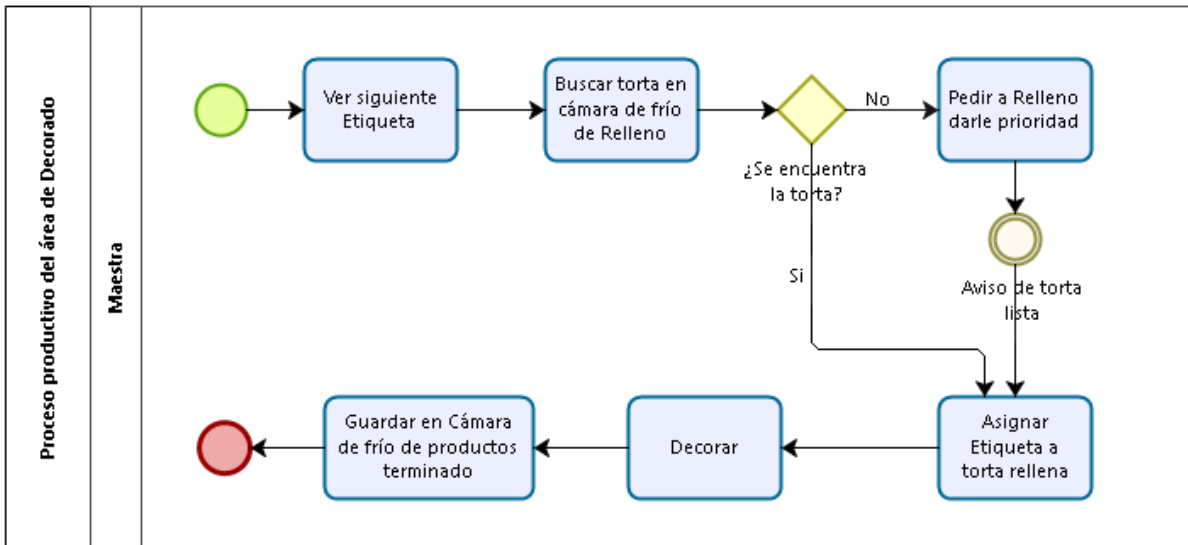 Proceso productivo del área de Decorado
Maestra
Ver siguiente
Etiqueta
Buscar torta en
cámara de frío
de Relleno
¿Se encuentra
la torta?
No
Pedir a Relleno
darle prioridad
Si
Aviso de torta
lista
Asignar
Etiqueta a
torta rellena
Decorar
Guardar en Cámara
de frío de productos
terminado